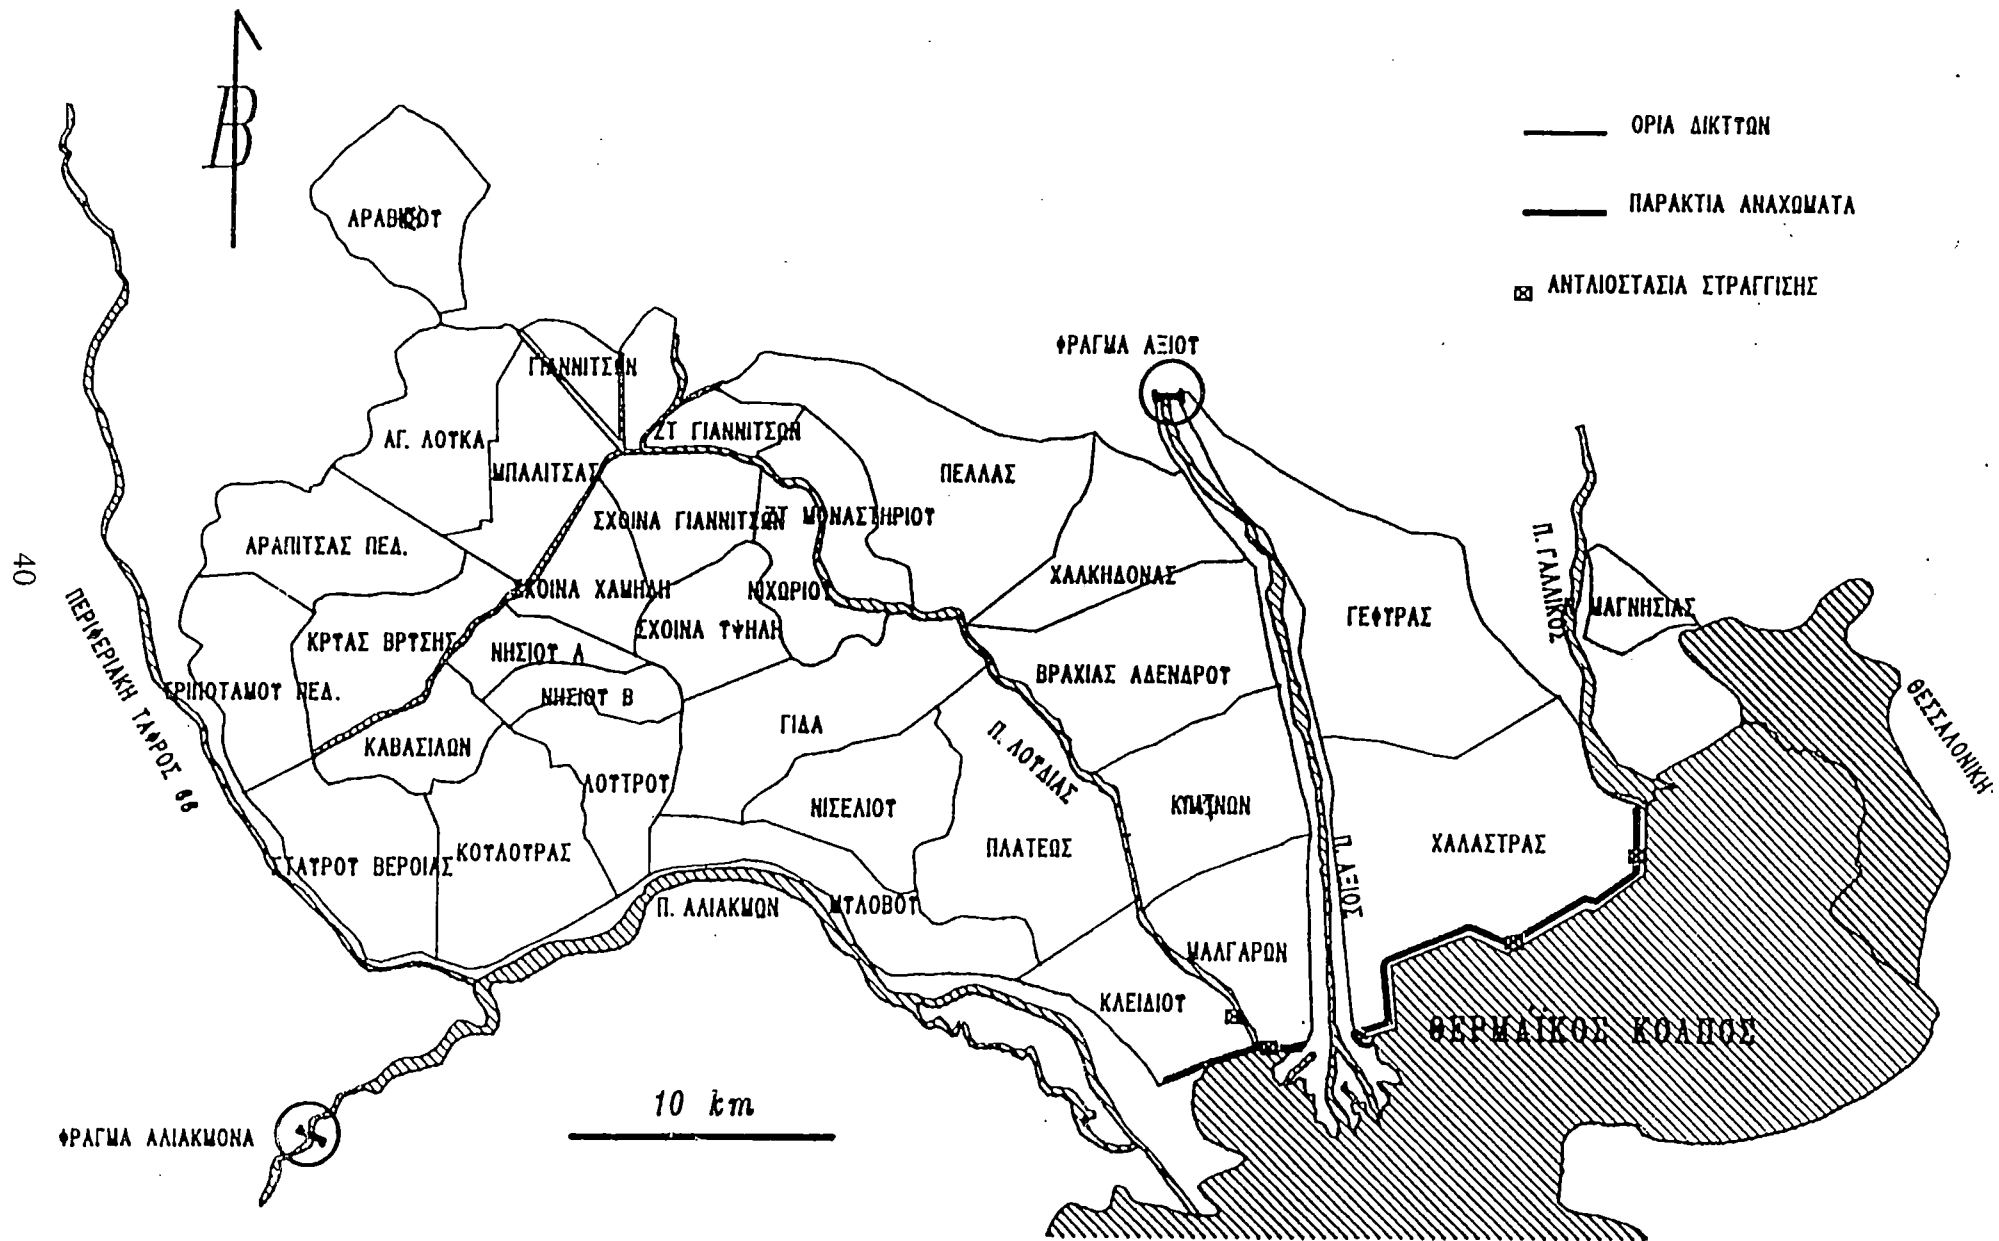 Β
ΟΡΙΑ ΔΙΚΤΥΩΝ
ΠΑΡΑΚΤΙΑ ΑΝΑΧΩΜΑΤΑ
ΑΝΤΛΙΟΣΤΑΣΙΑ ΣΤΡΑΓΓΙΣΗΣ
ΑΡΑΒΗΣΣΟΥ
ΦΡΑΓΜΑ ΑΞΙΟΥ
ΓΙΑΝΝΙΤΣΩΝ
ΑΓ. ΛΟΥΚΑ
ΖΥ ΓΙΑΝΝΙΤΣΩΝ
ΜΠΑΛΙΤΣΑΣ
ΠΕΛΛΑΣ
ΣΧΟΙΝΑ ΓΙΑΝΝΙΤΣΩΝ
ΖΥ ΜΟΝΑΣΤΗΡΙΟΥ
ΑΡΑΠΙΤΣΑΣ ΠΕΔ.
40
ΣΧΟΙΝΑ ΧΑΜΗΛΗ
ΝΙΧΩΡΙΟΥ
ΧΑΛΚΗΔΟΝΑΣ
Π. ΓΑΛΛΙΚΟΣ
ΜΑΓΝΗΣΙΑΣ
ΓΕΦΥΡΑΣ
ΣΧΟΙΝΑ ΥΨΗΛΗ
ΚΡΥΑΣ ΒΡΥΣΗΣ
ΝΗΣΙΟΥ Α
ΝΗΣΙΟΥ Β
ΒΡΑΧΙΑΣ ΑΔΕΝΔΡΟΥ
ΠΕΡΙΦΕΡΙΑΚΗ ΤΑΦΡΟΣ 66
ΤΡΙΠΟΤΑΜΟΥ ΠΕΔ.
ΓΙΔΑ
ΚΑΒΑΣΙΛΩΝ
Π. ΛΟΥΔΙΑΣ
ΘΕΣΣΑΛΟΝΙΚΗ
ΛΟΥΤΡΟΥ
ΝΙΣΕΛΙΟΥ
ΚΥΜΙΝΩΝ
ΠΛΑΤΕΩΣ
ΧΑΛΑΣΤΡΑΣ
ΣΤΑΥΡΟΥ ΒΕΡΟΙΑΣ
ΚΟΥΛΟΥΡΑΣ
Π. ΑΞΙΟΣ
Π. ΑΛΙΑΚΜΩΝ
ΜΥΛΟΒΟΥ
ΜΑΛΓΑΡΩΝ
ΚΛΕΙΔΙΟΥ
ΘΕΡΜΑΪΚΟΣ ΚΟΛΠΟΣ
10 km
ΦΡΑΓΜΑ ΑΛΙΑΚΜΟΝΑ